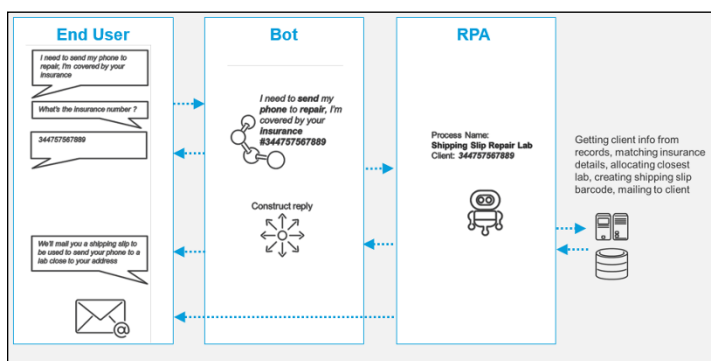 End User
I need to send my phone to
repair, I'm covered by your
insurance
What's the insurance number ?
344757567889
We'll mail you a shipping slip to
be used to send your phone to a
lab close to your address
@
Bot
I need to send my
phone to repair, I'm
covered by your
insurance
#344757567889
Construct reply
RPA
Process Name:
Shipping Slip Repair Lab
Client: 344757567889
Getting client info from
records, matching insurance
details, allocating closest
lab, creating shipping slip
barcode, mailing to client